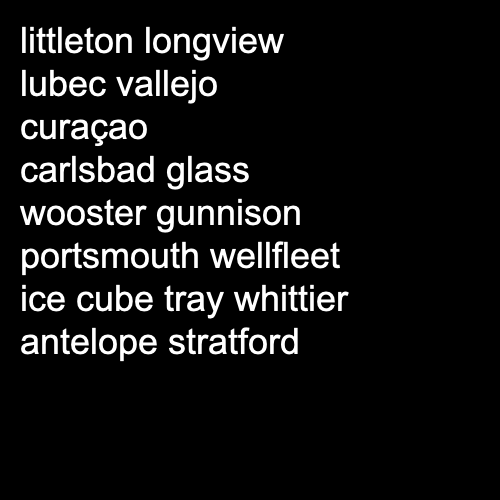 littleton longview
lubec vallejo
curaçao
carlsbad glass
wooster gunnison
portsmouth wellfleet
ice cube tray whittier
antelope stratford